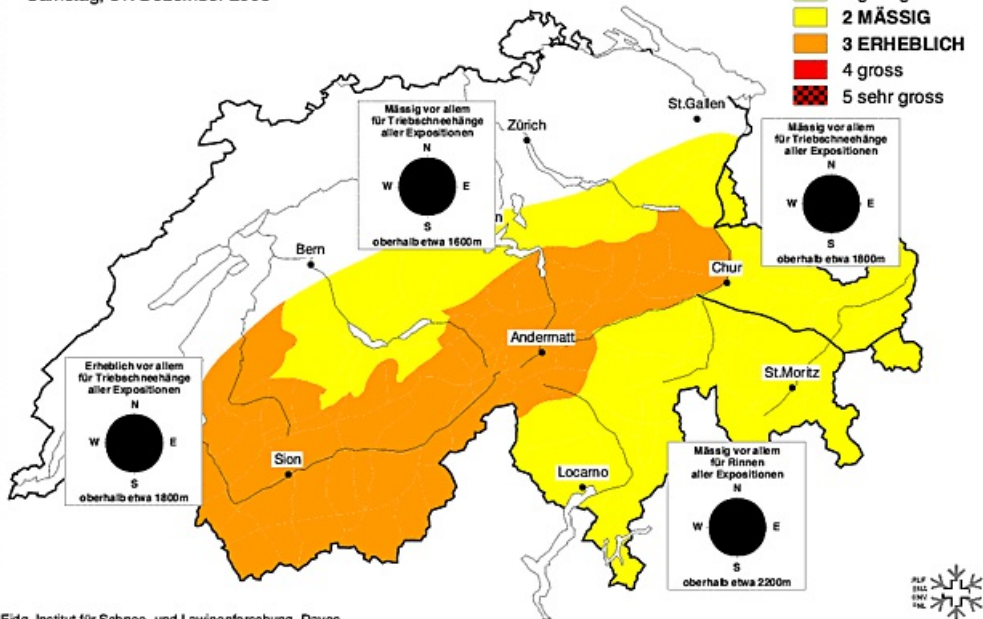 2 MÄSSIG
3 ERHEBLICH
4 gross
5 sehr gross
St.Gallen
Zürich
Mässig vor allem
für Triebschneehänge
aller Expositionen
N
W E
S
oberhalb etwa 1600m
Mässig vor allem
für Triebschneehänge
aller Expositionen
N
W E
S
oberhalb etwa 1800m
Bern
Chur
Andermatt
St.Moritz
Erheblich vor allem
für Triebschneehänge
aller Expositionen
N
W E
S
oberhalb etwa 1800m
Sion
Locarno
Mässig vor allem
für Rinnen
aller Expositionen
N
W E
S
oberhalb etwa 2200m
Eidg. Institut für Schnee- und Lawinenforschung, Davos